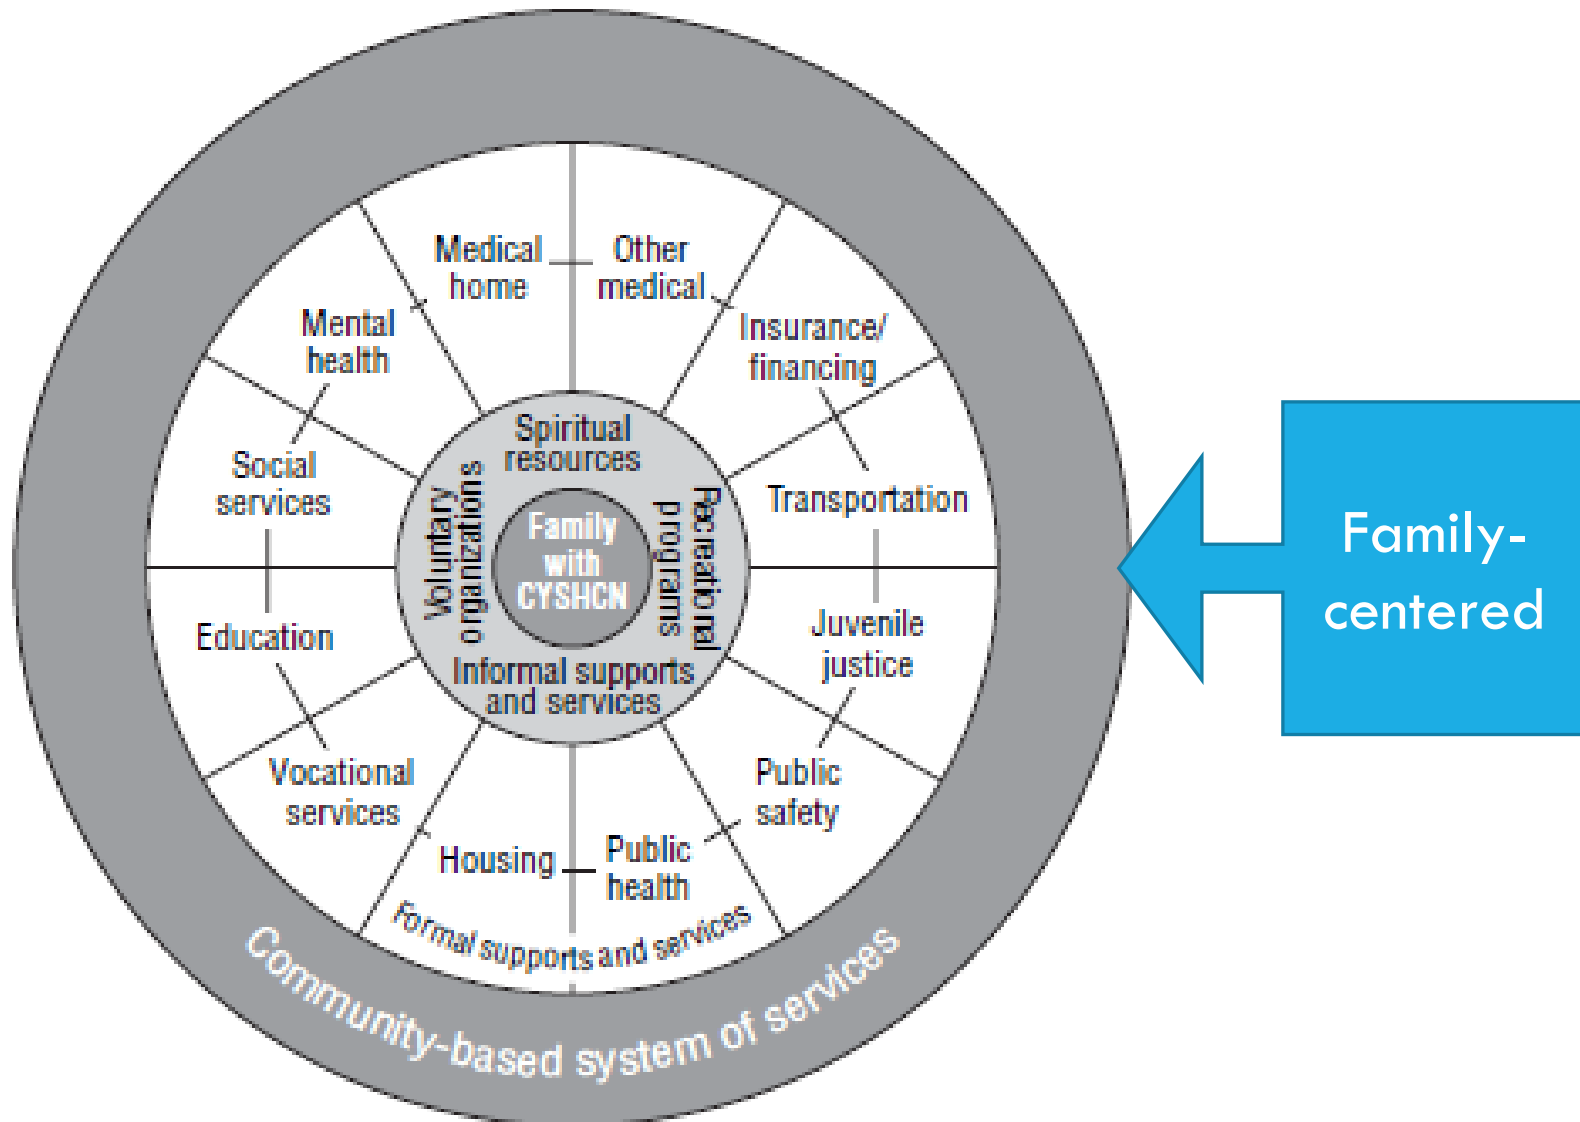 Medical
home
Other
medical
Insurance/
financing
Transportation
Juvenile
justice
Public
safety
Public
health
Housing
Vocational
services
Education
Social
services
Mental
health
Spiritual
resources
Recreational
programs
Informal supports
and services
Voluntary
organizations
Family
with
CYSHCN
Formal supports and services
Community-based system of services
Family-
centered